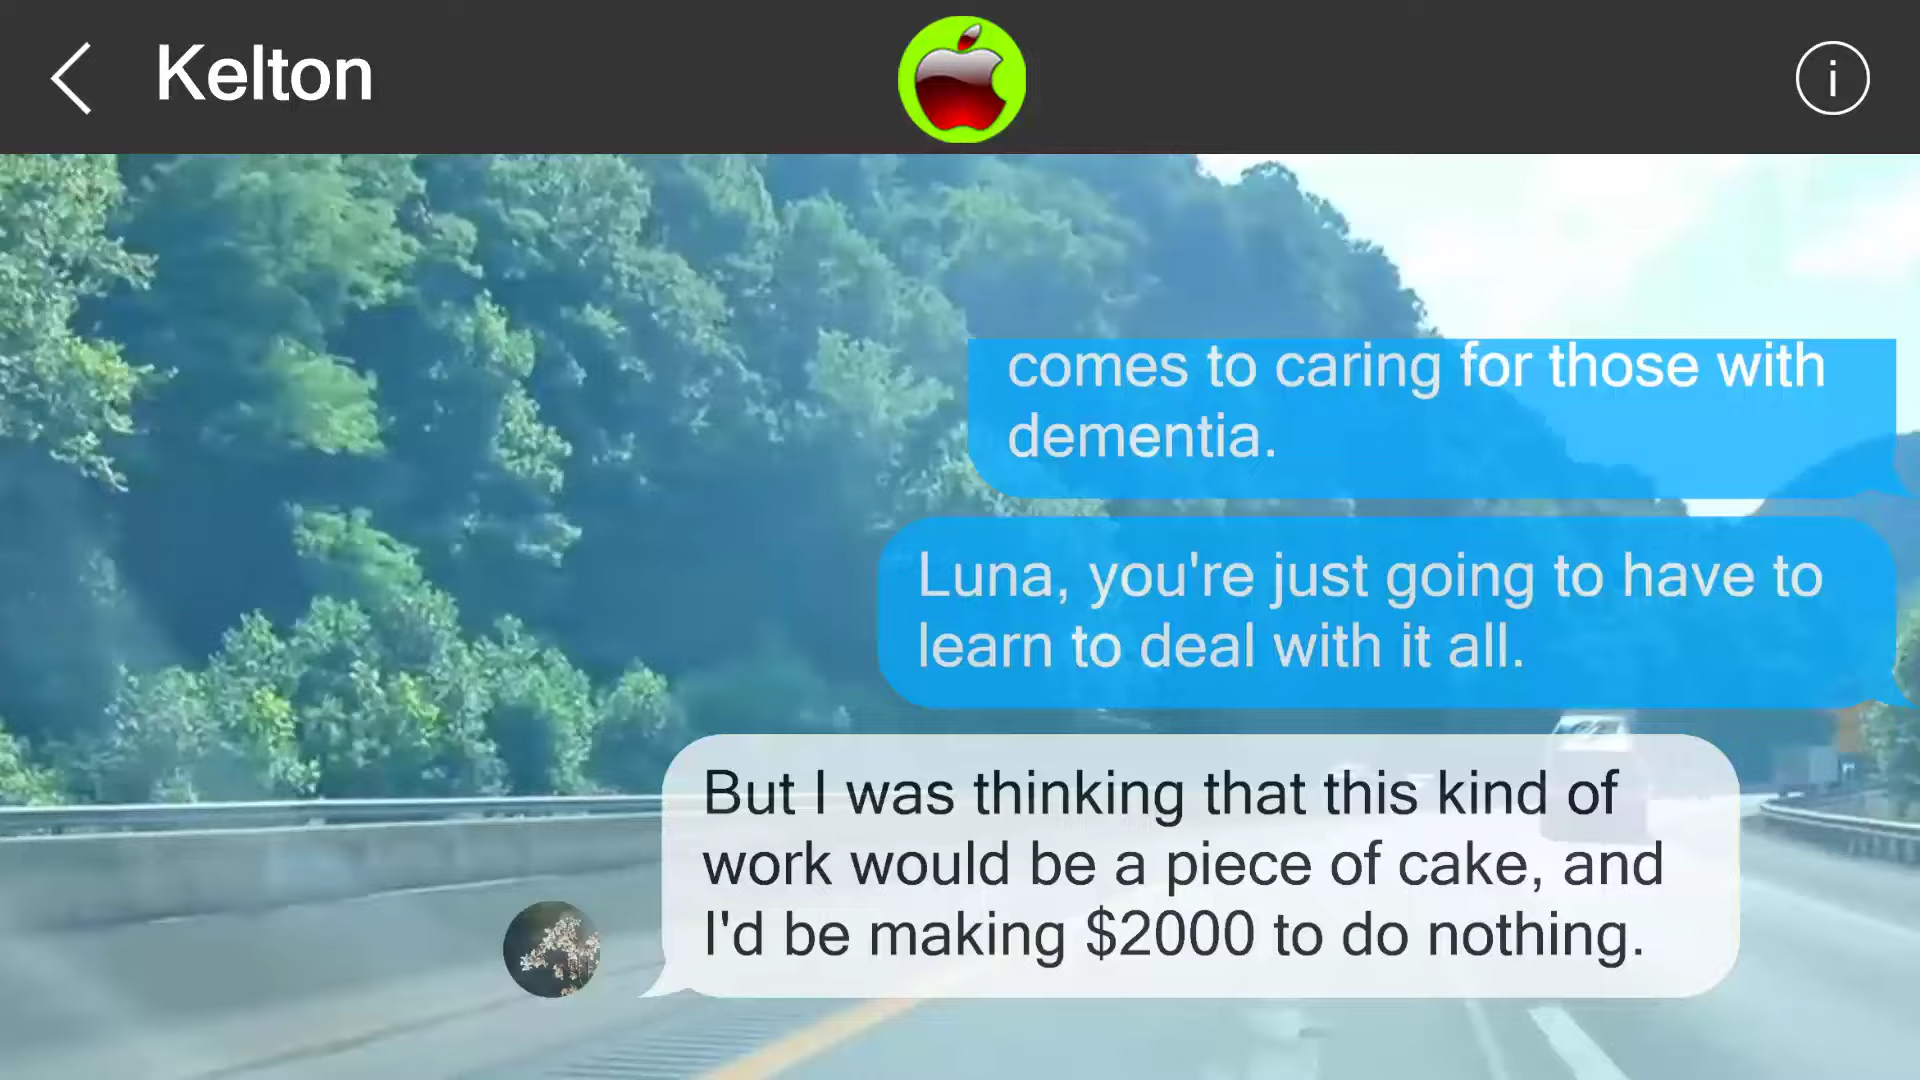 Kelton
i
comes to caring for those with
dementia.
Luna, you're just going to have to
learn to deal with it all.
But I was thinking that this kind of
work would be a piece of cake, and
I'd be making $2000 to do nothing.